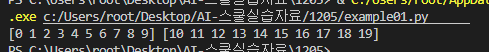 .exe c:/Users/root/Desktop/AI-스쿨실습자료/1205/example01.py
[0 1 2 3 4 5 6 7 8 9] [10 11 12 13 14 15 16 17 18 19]